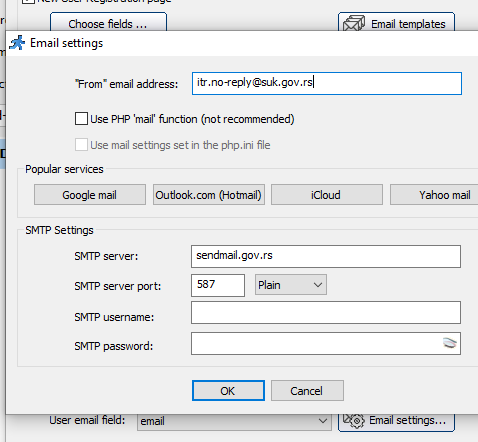 New User Registration page
Choose fields ...
Email templates
Email settings
"From" email address:
itr.no-reply@suk.gov.rs
Use PHP 'mail' function (not recommended)
Use mail settings set in the php.ini file
Popular services
Google mail
Outlook.com (Hotmail)
iCloud
Yahoo mail
SMTP Settings
SMTP server:
sendmail.gov.rs
SMTP server port:
587
Plain
SMTP username:
SMTP password:
OK
Cancel
User email field:
email
Email settings...